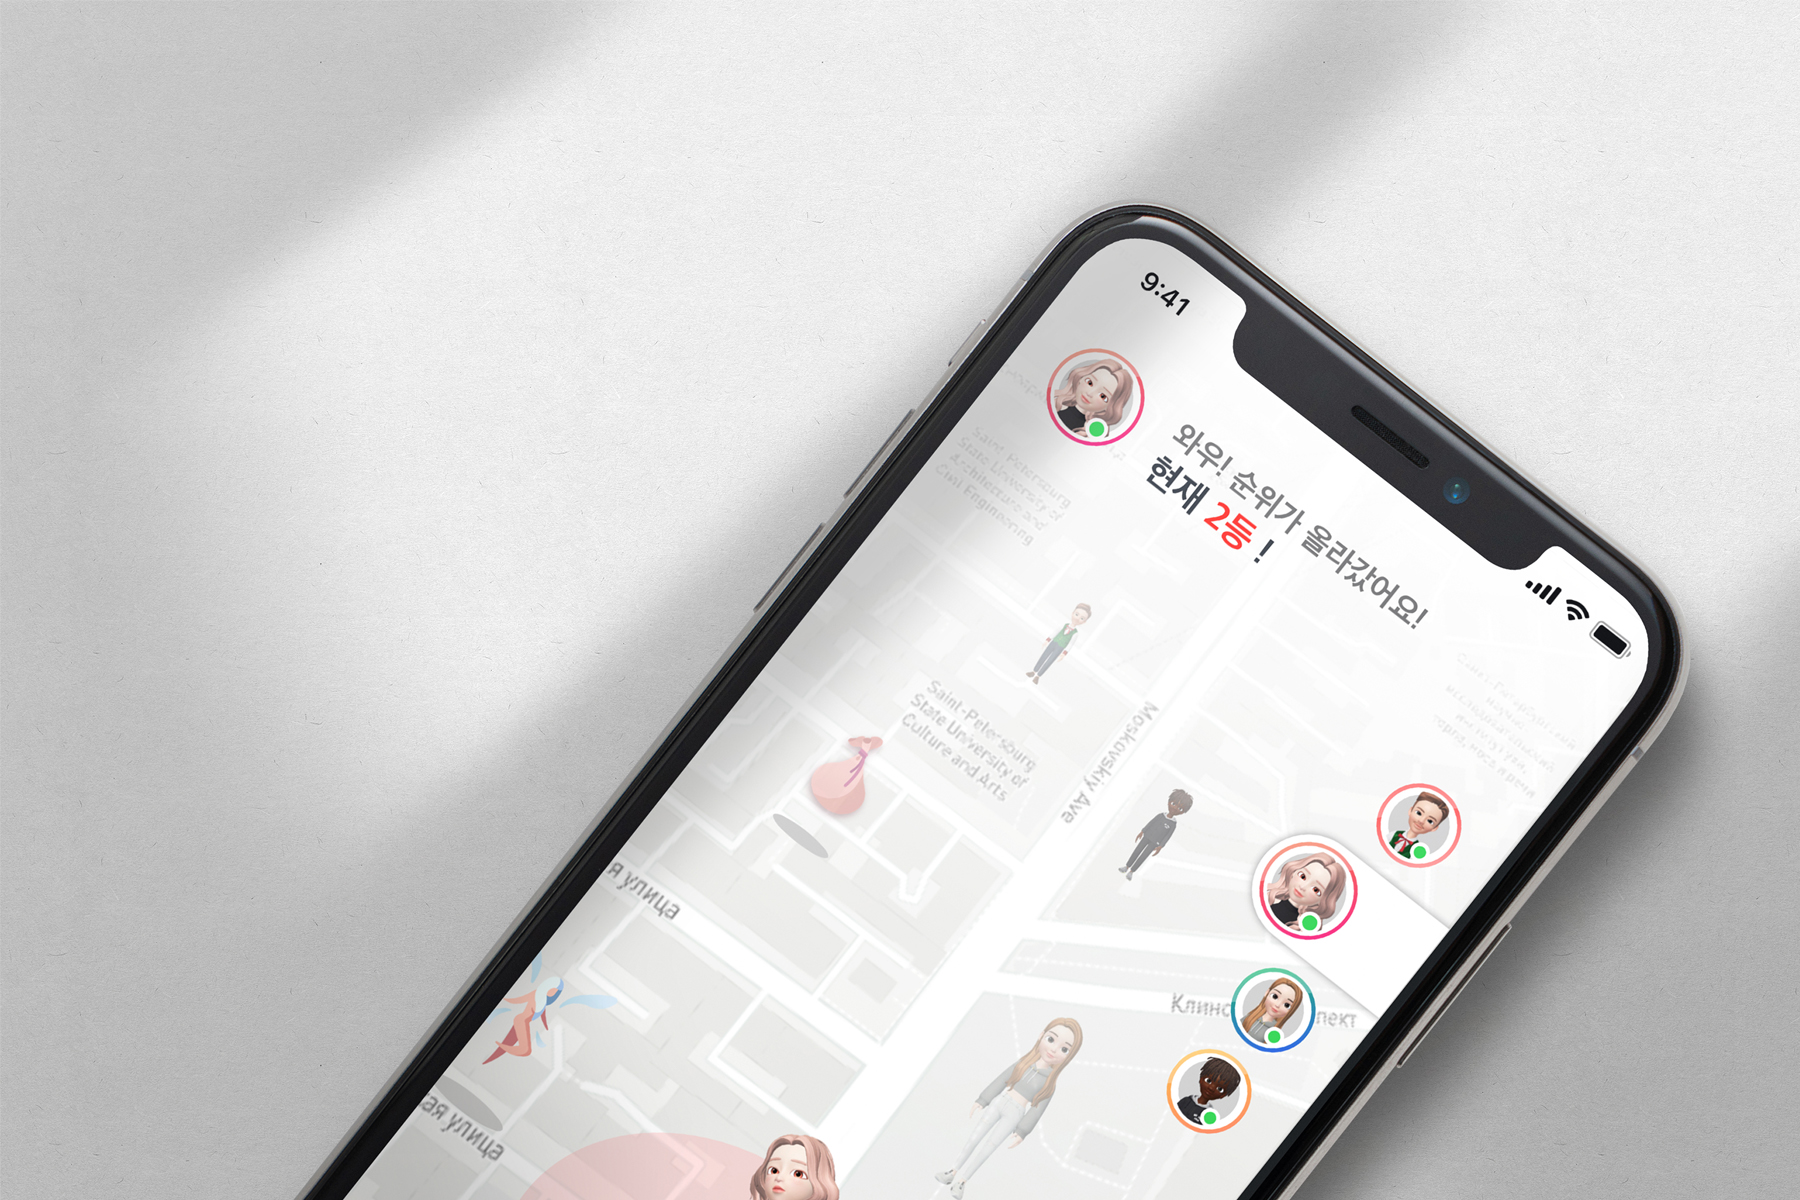 9:41
와우! 순위가 올라갔어요!
현재 2등 !
Saint Petersburg
State University of
Architecture and
Civil Engineering
Saint-Petersburg
State University of
Culture and Arts
Moskovskiy Ave
я улица
пект
ая улица